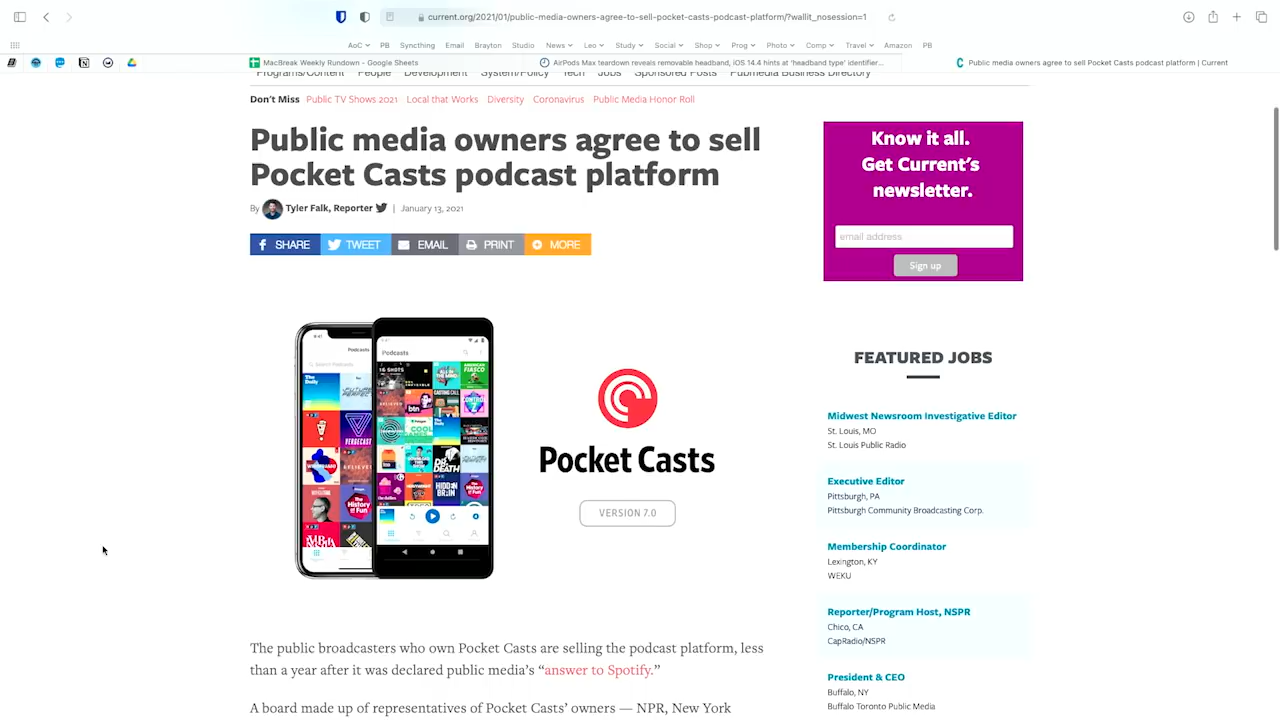 current.org/2021/01/public-media-owners-agree-to-sell-pocket-casts-podcast-platform/?wallit_nosession=1
AoC PB Syncthing Email Brayton Studio News Leo Study Social Shop Prog Photo Comp Travel Amazon PB
MacBreak Weekly Rundown - Google Sheets
AirPods Max teardown reveals removable headband, iOS 14.4 hints at 'headband type' identifier...
Public media owners agree to sell Pocket Casts podcast platform | Current
Programs/Content People Development System/Policy Tech Jobs Sponsored Posts Pubmedia Business Directory
Don't Miss Public TV Shows 2021 Local that Works Diversity Coronavirus Public Media Honor Roll
Public media owners agree to sell
Pocket Casts podcast platform
By Tyler Falk, Reporter | January 13, 2021
SHARE TWEET EMAIL PRINT MORE
Podcasts
Search Podcasts
Podcasts
Pocket Casts
VERSION 7.0
The public broadcasters who own Pocket Casts are selling the podcast platform, less
than a year after it was declared public media's “answer to Spotify.”
A board made up of representatives of Pocket Casts' owners — NPR, New York
Know it all.
Get Current's
newsletter.
email address
Sign up
FEATURED JOBS
Midwest Newsroom Investigative Editor
St. Louis, MO
St. Louis Public Radio
Executive Editor
Pittsburgh, PA
Pittsburgh Community Broadcasting Corp.
Membership Coordinator
Lexington, KY
WEKU
Reporter/Program Host, NSPR
Chico, CA
CapRadio/NSPR
President & CEO
Buffalo, NY
Buffalo Toronto Public Media